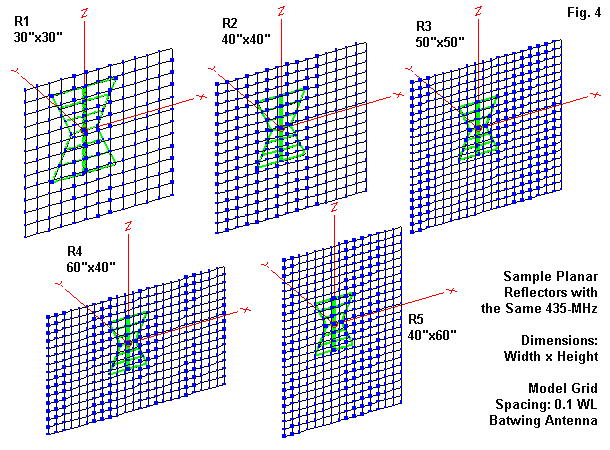 Fig. 4
R1
30"x30"
R2
40"x40"
R3
50"x50"
Z
Y
X
Z
Y
X
Z
Y
X
R4
60"x40"
Z
Y
X
Z
Y
X
R5
40"x60"
Sample Planar
Reflectors with
the Same 435-MHz
Dimensions:
Width x Height
Model Grid
Spacing: 0.1 WL
Batwing Antenna